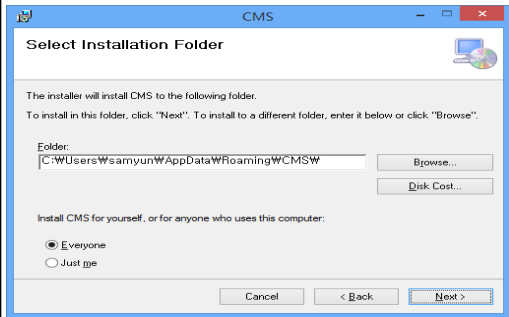 CMS
Select Installation Folder
The installer will install CMS to the following folder.
To install in this folder, click "Next". To install to a different folder, enter it below or click "Browse".
Folder:
C:₩Users₩samyun₩AppData₩Roaming₩CMS₩
Browse...
Disk Cost...
Install CMS for yourself, or for anyone who uses this computer:
Everyone
Just me
Cancel
< Back
Next >